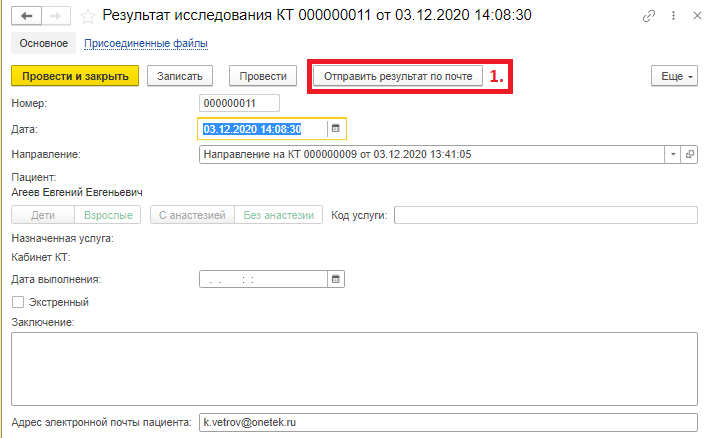 Результат исследования КТ 000000011 от 03.12.2020 14:08:30
Основное Присоединенные файлы
Провести и закрыть Записать Провести Отправить результат по почте 1. Еще
Номер: 000000011
Дата: 03.12.2020 14:08:30
Направление: Направление на КТ 000000009 от 03.12.2020 13:41:05
Пациент:
Агеев Евгений Евгеньевич
Дети Взрослые С анастезией Без анастезии Код услуги:
Назначенная услуга:
Кабинет КТ:
Дата выполнения: . . : :
Экстренный
Заключение:
Адрес электронной почты пациента: k.vetrov@onetek.ru